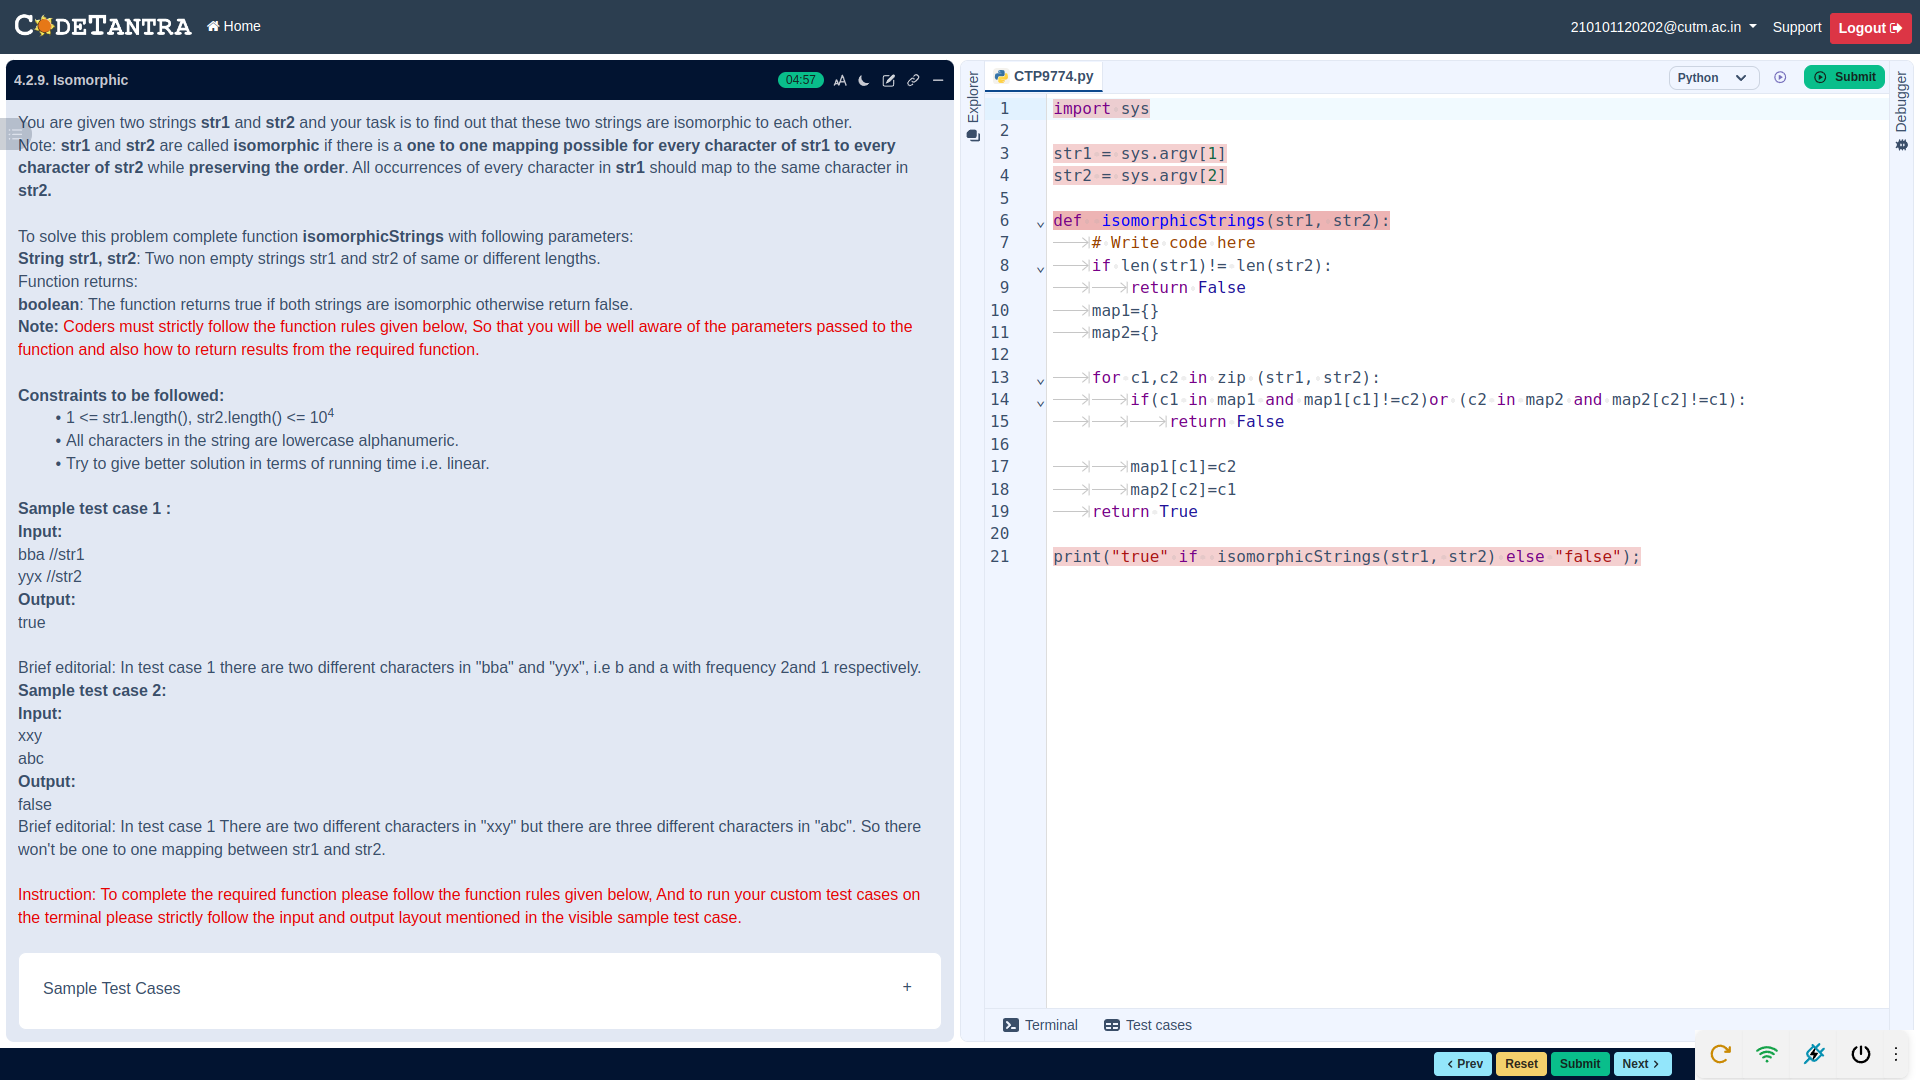 CODETANTRA Home 210101120202@cutm.ac.in Support Logout
4.2.9. Isomorphic 04:57
You are given two strings str1 and str2 and your task is to find out that these two strings are isomorphic to each other.
Note: str1 and str2 are called isomorphic if there is a one to one mapping possible for every character of str1 to every
character of str2 while preserving the order. All occurrences of every character in str1 should map to the same character in
str2.
To solve this problem complete function isomorphicStrings with following parameters:
String str1, str2: Two non empty strings str1 and str2 of same or different lengths.
Function returns:
boolean: The function returns true if both strings are isomorphic otherwise return false.
Note: Coders must strictly follow the function rules given below, So that you will be well aware of the parameters passed to the
function and also how to return results from the required function.
Constraints to be followed:
• 1 <= str1.length(), str2.length() <= 10^4
• All characters in the string are lowercase alphanumeric.
• Try to give better solution in terms of running time i.e. linear.
Sample test case 1 :
Input:
bba //str1
yyx //str2
Output:
true
Brief editorial: In test case 1 there are two different characters in "bba" and "yyx", i.e b and a with frequency 2and 1 respectively.
Sample test case 2:
Input:
xxy
abc
Output:
false
Brief editorial: In test case 1 There are two different characters in "xxy" but there are three different characters in "abc". So there
won't be one to one mapping between str1 and str2.
Instruction: To complete the required function please follow the function rules given below, And to run your custom test cases on
the terminal please strictly follow the input and output layout mentioned in the visible sample test case.
Sample Test Cases +
Explorer
CTP9774.py Python Submit
1 import sys
2
3 str1 = sys.argv[1]
4 str2 = sys.argv[2]
5
6 def  isomorphicStrings(str1, str2):
7 # Write code here
8 if len(str1)!= len(str2):
9 return False
10 map1={}
11 map2={}
12
13 for c1,c2 in zip (str1, str2):
14 if(c1 in map1 and map1[c1]!=c2)or (c2 in map2 and map2[c2]!=c1):
15 return False
16
17 map1[c1]=c2
18 map2[c2]=c1
19 return True
20
21 print("true" if  isomorphicStrings(str1, str2) else "false");
Debugger
Terminal Test cases
Prev Reset Submit Next